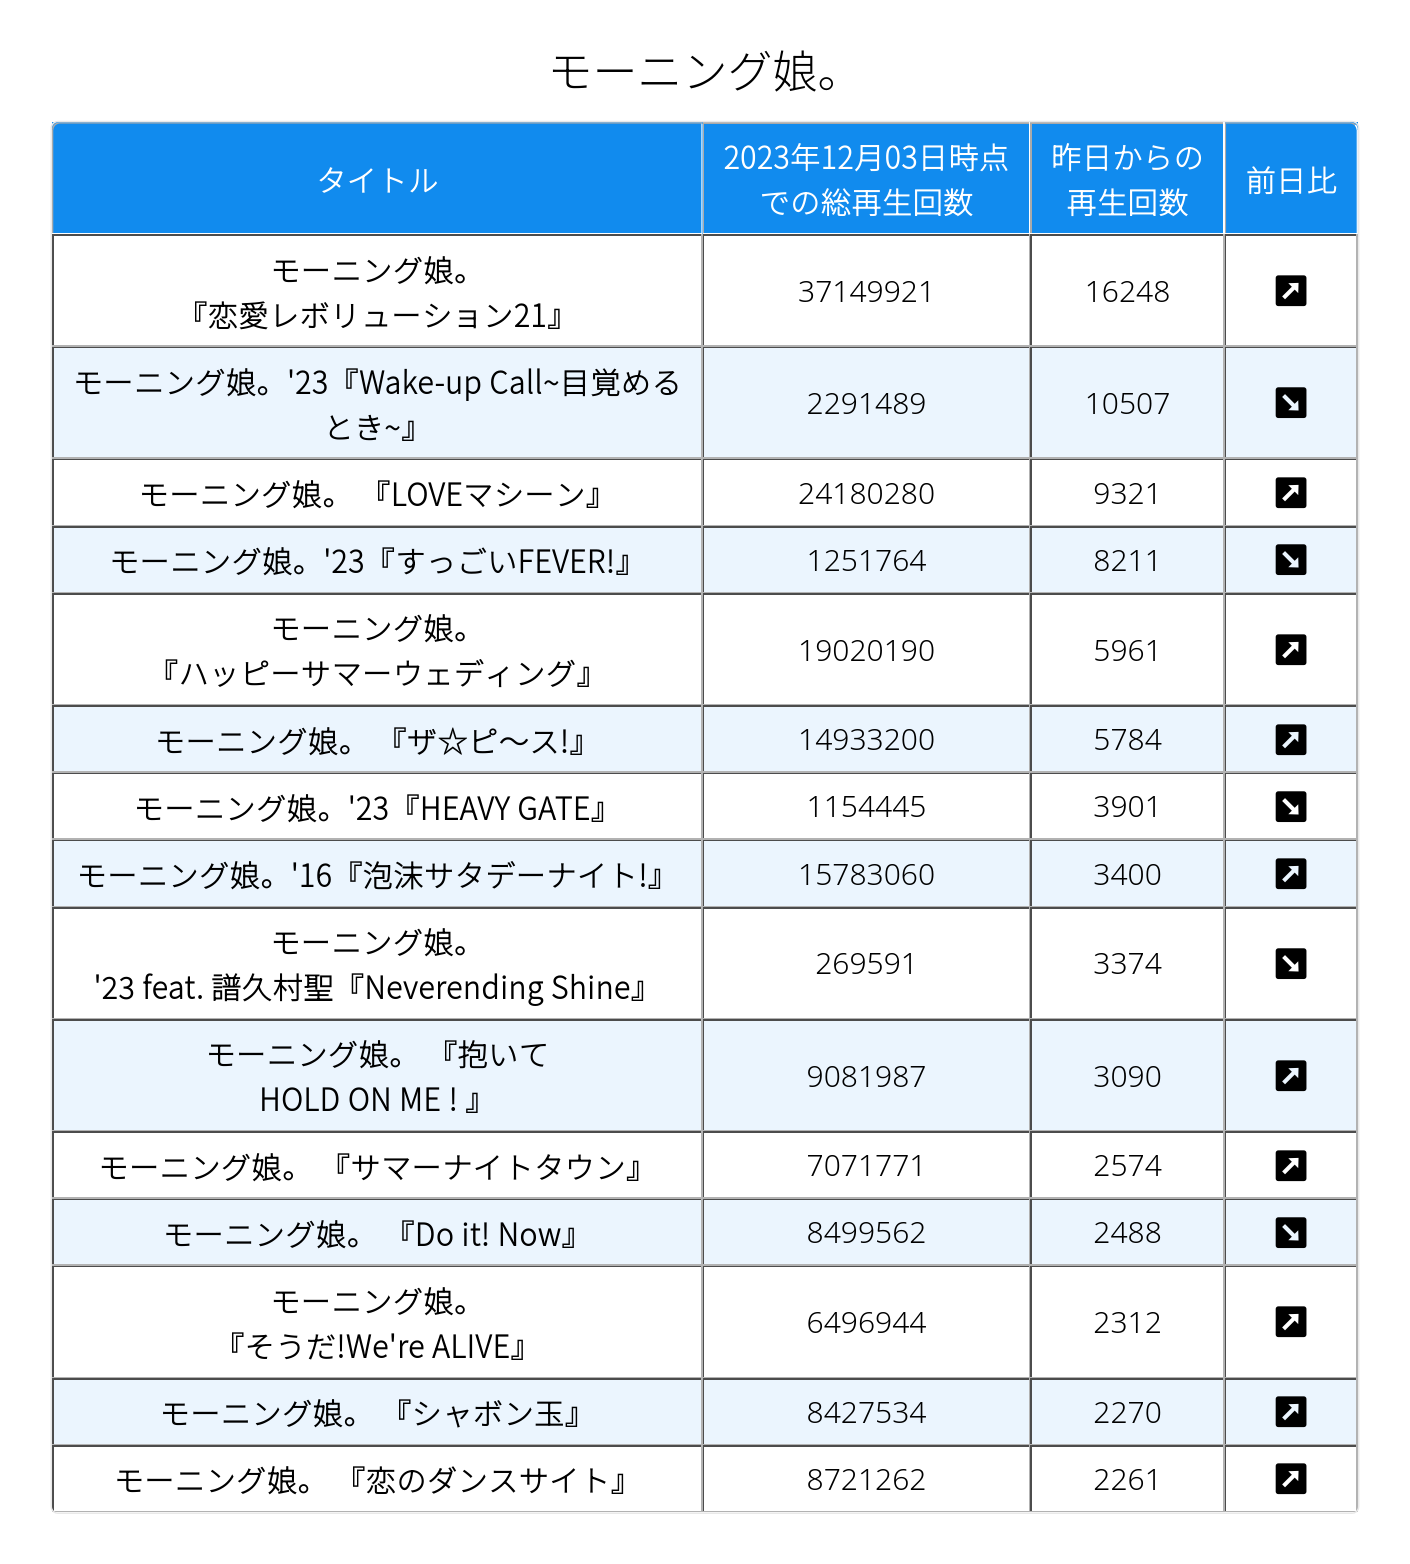 モーニング娘。
タイトル
2023年12月03日時点
での総再生回数
昨日からの
再生回数
前日比
モーニング娘。
『恋愛レボリューション21』
37149921
16248
モーニング娘。'23『Wake-up Call~目覚める
とき~』
2291489
10507
モーニング娘。 『LOVEマシーン』
24180280
9321
モーニング娘。'23『すっごいFEVER!』
1251764
8211
モーニング娘。
『ハッピーサマーウェディング』
19020190
5961
モーニング娘。 『ザ☆ピ〜ス!』
14933200
5784
モーニング娘。'23『HEAVY GATE』
1154445
3901
モーニング娘。'16『泡沫サタデーナイト!』
15783060
3400
モーニング娘。
'23 feat. 譜久村聖『Neverending Shine』
269591
3374
モーニング娘。 『抱いて
HOLD ON ME ! 』
9081987
3090
モーニング娘。 『サマーナイトタウン』
7071771
2574
モーニング娘。 『Do it! Now』
8499562
2488
モーニング娘。
『そうだ!We're ALIVE』
6496944
2312
モーニング娘。 『シャボン玉』
8427534
2270
モーニング娘。 『恋のダンスサイト』
8721262
2261